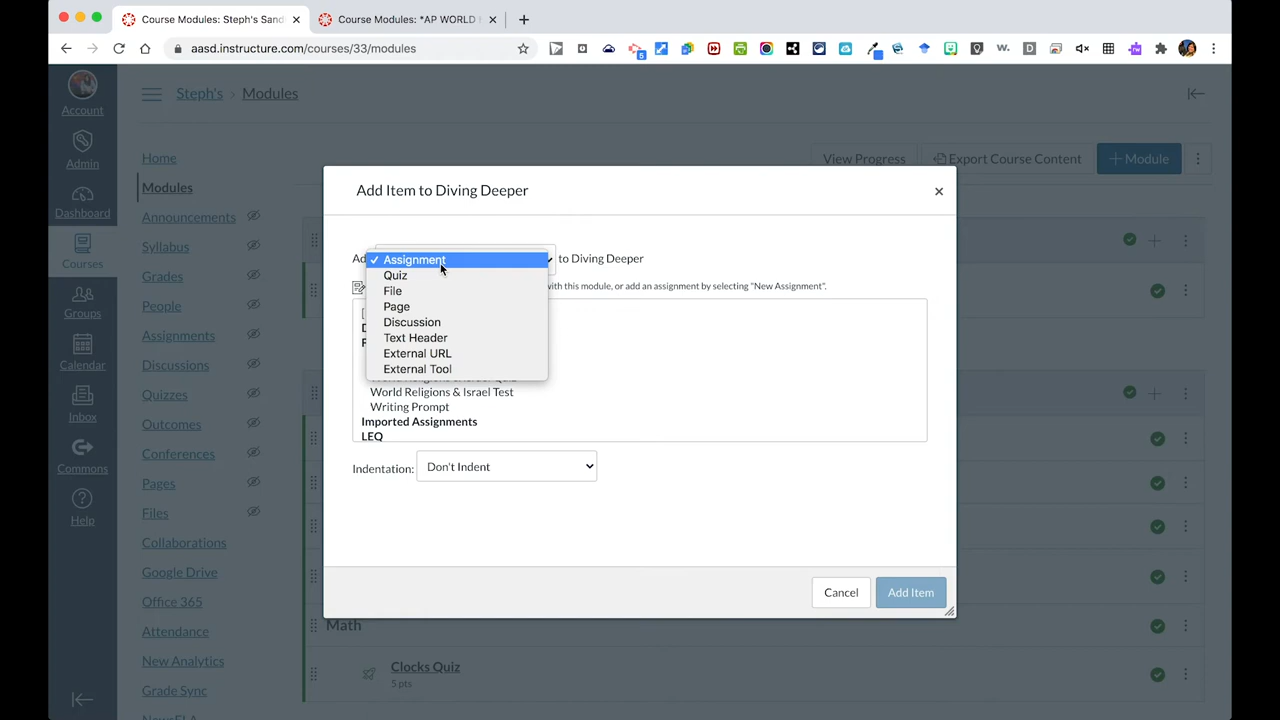 Course Modules: Steph's Sand
Course Modules: *AP WORLD
aasd.instructure.com/courses/33/modules
5
W.
D
Account
Admin
Dashboard
Courses
Groups
Calendar
Inbox
Commons
Help
Steph's > Modules
Home
Modules
Announcements
Syllabus
Grades
People
Assignments
Discussions
Quizzes
Outcomes
Conferences
Pages
Files
Collaborations
Google Drive
Office 365
Attendance
New Analytics
Grade Sync
View Progress
Export Course Content
+ Module
Add Item to Diving Deeper
to Diving Deeper
✓ Assignment
Quiz
File
Page
Discussion
Text Header
External URL
External Tool
with this module, or add an assignment by selecting "New Assignment".
World Religions & Israel Test
Writing Prompt
Imported Assignments
LEQ
Indentation: Don't Indent
Cancel
Add Item
Math
Clocks Quiz
5 pts